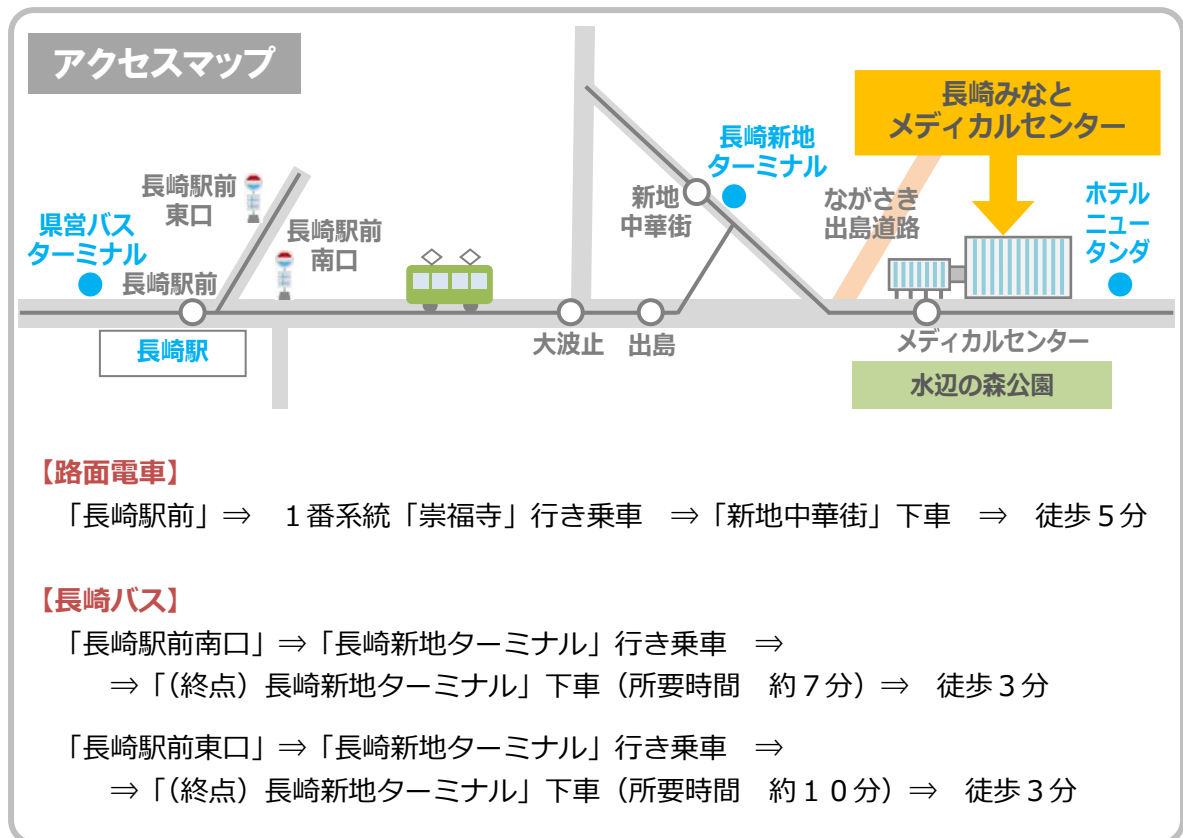 アクセスマップ
長崎みなと
メディカルセンター
長崎新地
ターミナル
長崎駅前
東口
新地
中華街
ながさき
出島道路
ホテル
ニュー
タンダ
県営バス
ターミナル
長崎駅前
南口
長崎駅前
長崎駅
大波止
出島
メディカルセンター
水辺の森公園
【路面電車】
「長崎駅前」⇒　１番系統「崇福寺」行き乗車　⇒「新地中華街」下車　⇒　徒歩５分
【長崎バス】
「長崎駅前南口」⇒「長崎新地ターミナル」行き乗車　⇒
⇒「（終点）長崎新地ターミナル」下車（所要時間　約７分）⇒　徒歩３分
「長崎駅前東口」⇒「長崎新地ターミナル」行き乗車　⇒
⇒「（終点）長崎新地ターミナル」下車（所要時間　約１０分）⇒　徒歩３分